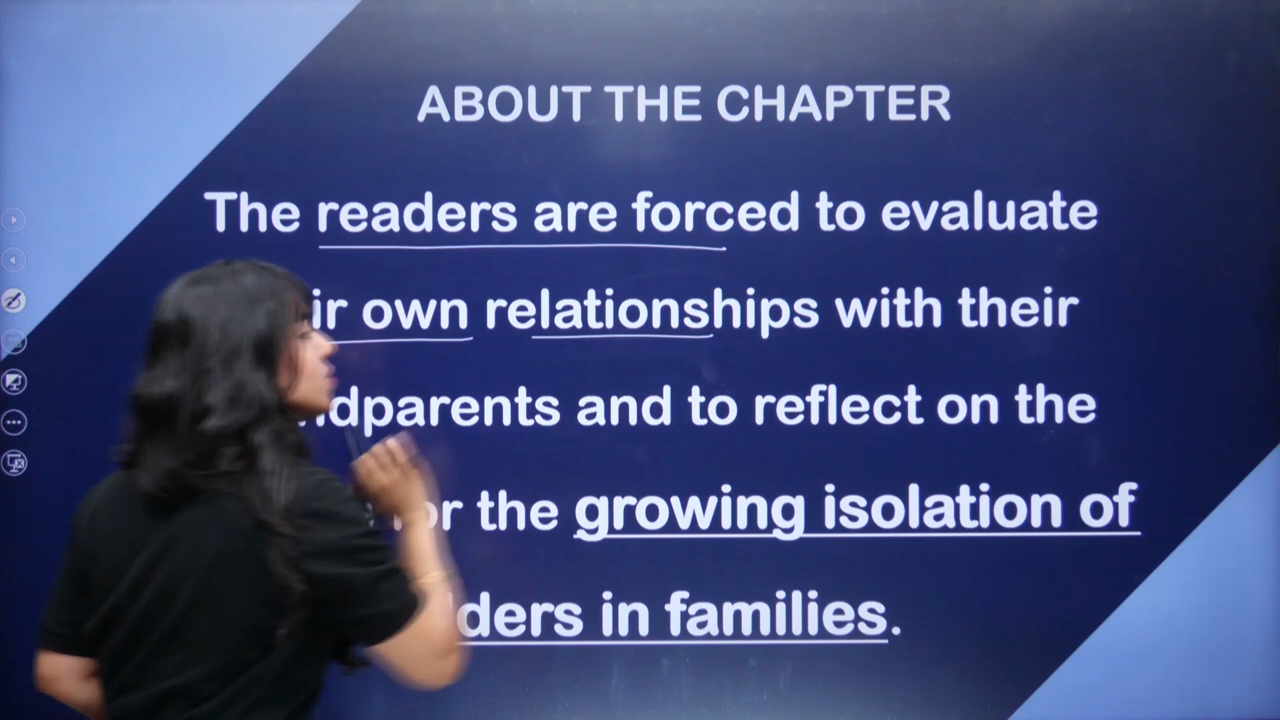 ABOUT THE CHAPTER
The readers are forced to evaluate
own relationships with their
and to reflect on the
for the growing isolation of
in families.